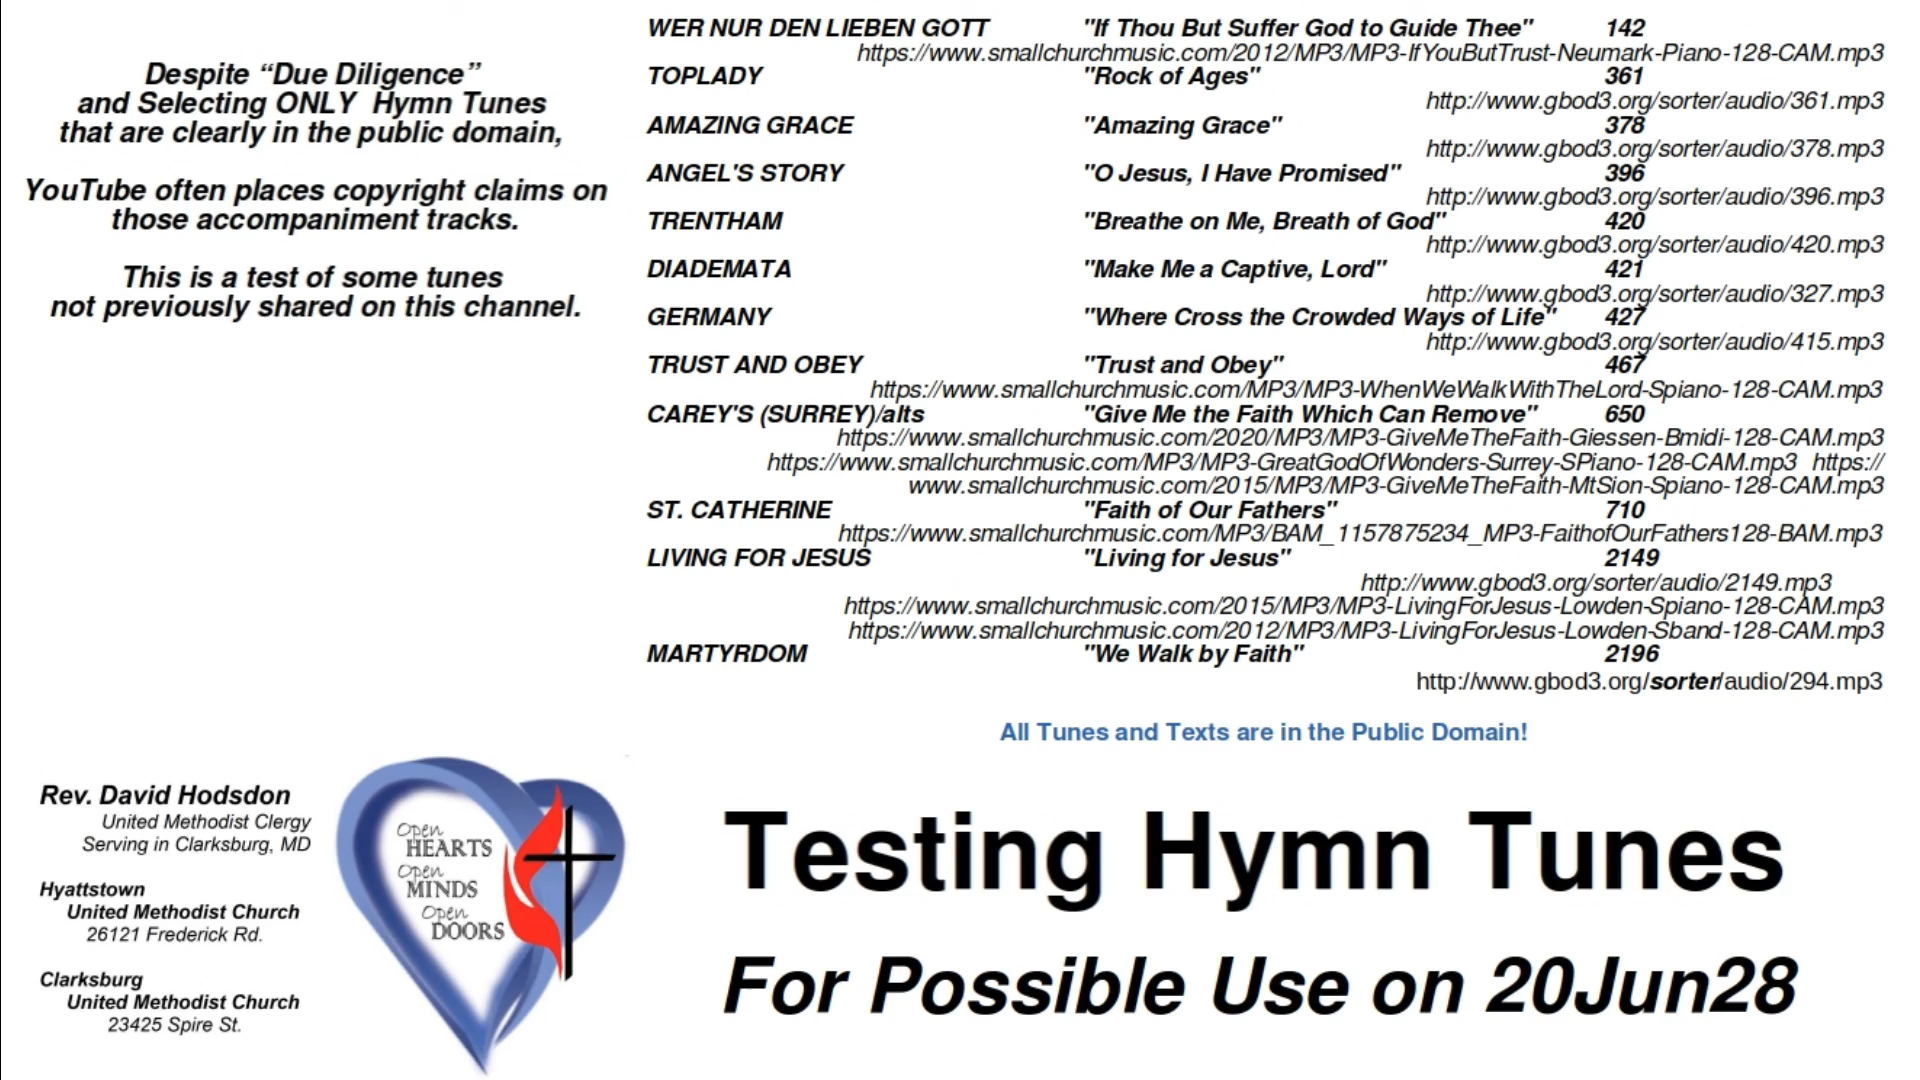 Despite “Due Diligence”
and Selecting ONLY Hymn Tunes
that are clearly in the public domain,
YouTube often places copyright claims on
those accompaniment tracks.
This is a test of some tunes
not previously shared on this channel.
WER NUR DEN LIEBEN GOTT "If Thou But Suffer God to Guide Thee" 142
https://www.smallchurchmusic.com/2012/MP3/MP3-IfYouButTrust-Neumark-Piano-128-CAM.mp3
TOPLADY "Rock of Ages" 361
http://www.gbod3.org/sorter/audio/361.mp3
AMAZING GRACE "Amazing Grace" 378
http://www.gbod3.org/sorter/audio/378.mp3
ANGEL'S STORY "O Jesus, I Have Promised" 396
http://www.gbod3.org/sorter/audio/396.mp3
TRENTHAM "Breathe on Me, Breath of God" 420
http://www.gbod3.org/sorter/audio/420.mp3
DIADEMATA "Make Me a Captive, Lord" 421
http://www.gbod3.org/sorter/audio/327.mp3
GERMANY "Where Cross the Crowded Ways of Life" 427
http://www.gbod3.org/sorter/audio/415.mp3
TRUST AND OBEY "Trust and Obey" 467
https://www.smallchurchmusic.com/MP3/MP3-WhenWeWalkWithTheLord-Spiano-128-CAM.mp3
CAREY'S (SURREY)/alts "Give Me the Faith Which Can Remove" 650
https://www.smallchurchmusic.com/2020/MP3/MP3-GiveMeTheFaith-Giessen-Bmidi-128-CAM.mp3
https://www.smallchurchmusic.com/MP3/MP3-GreatGodOfWonders-Surrey-SPiano-128-CAM.mp3 https://
www.smallchurchmusic.com/2015/MP3/MP3-GiveMeTheFaith-MtSion-Spiano-128-CAM.mp3
ST. CATHERINE "Faith of Our Fathers" 710
https://www.smallchurchmusic.com/MP3/BAM_1157875234_MP3-FaithofOurFathers128-BAM.mp3
LIVING FOR JESUS "Living for Jesus" 2149
http://www.gbod3.org/sorter/audio/2149.mp3
https://www.smallchurchmusic.com/2015/MP3/MP3-LivingForJesus-Lowden-Spiano-128-CAM.mp3
https://www.smallchurchmusic.com/2012/MP3/MP3-LivingForJesus-Lowden-Sband-128-CAM.mp3
MARTYRDOM "We Walk by Faith" 2196
http://www.gbod3.org/sorter/audio/294.mp3
All Tunes and Texts are in the Public Domain!
Rev. David Hodsdon
United Methodist Clergy
Serving in Clarksburg, MD
Hyattstown
United Methodist Church
26121 Frederick Rd.
Clarksburg
United Methodist Church
23425 Spire St.
Open
HEARTS
Open
MINDS
Open
DOORS
Testing Hymn Tunes
For Possible Use on 20Jun28